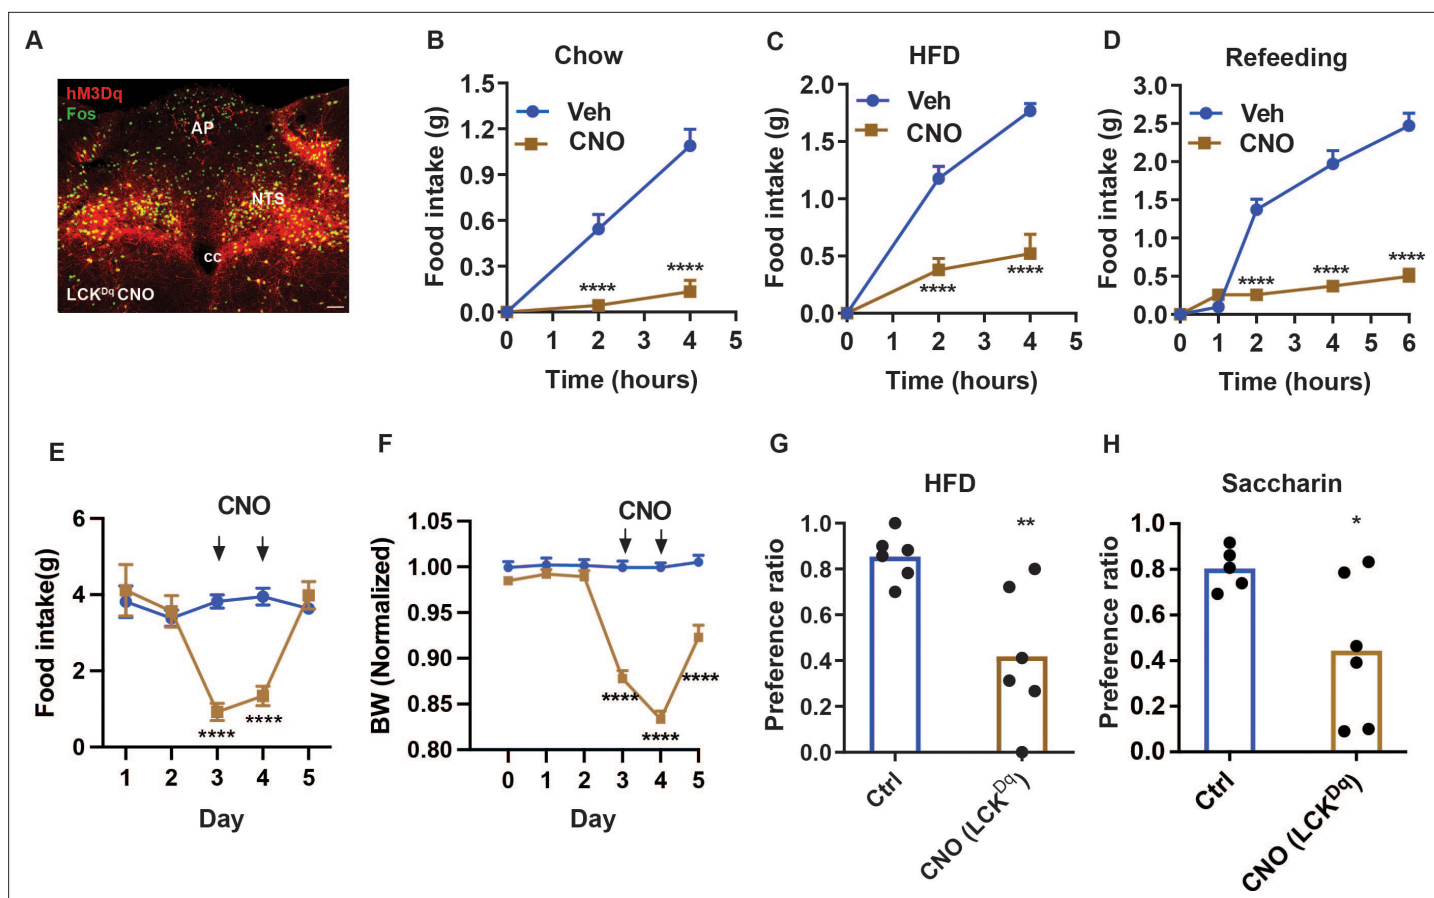 A
hM3Dq
Fos
AP
NTS
cc
LCKᴰq CNO
B
Chow
Food intake (g)
1.5
1.2
0.9
0.6
0.3
0.0
Veh
CNO
****
****
0 1 2 3 4 5
Time (hours)
C
HFD
Food intake (g)
2.0
1.5
1.0
0.5
0.0
Veh
CNO
****
****
0 1 2 3 4 5
Time (hours)
D
Refeeding
Food intake (g)
3.0
2.5
2.0
1.5
1.0
0.5
0.0
Veh
CNO
****
****
****
0 1 2 3 4 5 6
Time (hours)
E
CNO
Food intake(g)
6
4
2
0
****
****
1 2 3 4 5
Day
F
CNO
BW (Normalized)
1.05
1.00
0.95
0.90
0.85
0.80
****
****
****
0 1 2 3 4 5
Day
G
HFD
Preference ratio
1.0
0.8
0.6
0.4
0.2
0.0
**
Ctrl
CNO (LCKᴰq)
H
Saccharin
Preference ratio
1.0
0.8
0.6
0.4
0.2
0.0
*
Ctrl
CNO (LCKᴰq)